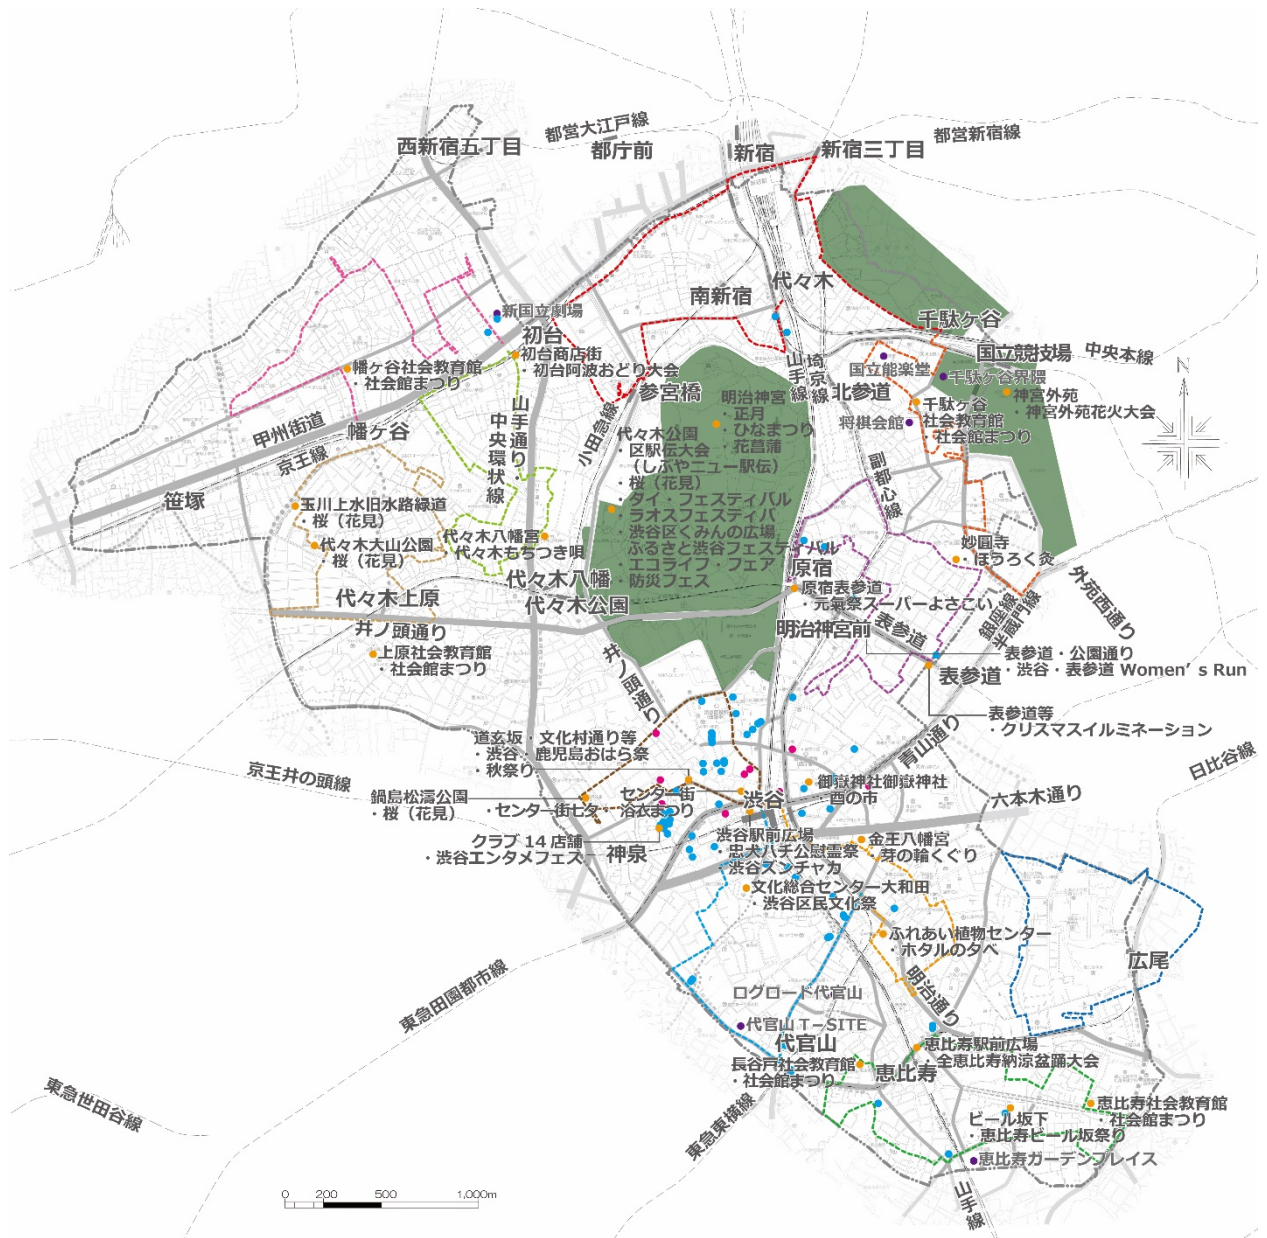 都営大江戸線
都営新宿線
西新宿五丁目
都庁前
新宿
新宿三丁目
代々木
南新宿
新国立劇場
初台
千駄ヶ谷
国立競技場
中央本線
初台商店街
・初台阿波おどり大会
幡ヶ谷社会教育館
・社会館まつり
山手線
埼京線
国立能楽堂
千駄ヶ谷界隈
北参道
参宮橋
神宮外苑
・神宮外苑花火大会
明治神宮
・正月
・ひなまつり
・花菖蒲
千駄ヶ谷
社会教育館
社会館まつり
将棋会館
甲州街道
幡ヶ谷
山手通り
中央環状線
小田急線
代々木公園
・区駅伝大会
（しぶやニュー駅伝）
・桜（花見）
・タイ・フェスティバル
・ラオスフェスティバ
・渋谷区くみんの広場
ふるさと渋谷フェスティバル
・エコライフ・フェア
・防災フェス
京王線
副都心線
笹塚
玉川上水旧水路緑道
・桜（花見）
代々木大山公園
・桜（花見）
代々木八幡宮
代々木もちつき唄
妙圓寺
・ほうろく灸
原宿
代々木八幡
代々木公園
原宿表参道
・元氣祭スーパーよさこい
外苑西通り
銀座線
半蔵門線
代々木上原
井ノ頭通り
明治神宮前
表参道
上原社会教育館
・社会館まつり
井ノ頭通り
表参道・公園通り
・渋谷・表参道 Women’s Run
表参道
表参道等
・クリスマスイルミネーション
道玄坂・文化村通り等
・渋谷、鹿児島おはら祭
・秋祭り
青山通り
日比谷線
京王井の頭線
鍋島松濤公園
・桜（花見）
センター街
・センター街七夕
浴衣まつり
渋谷
御嶽神社御嶽神社
・酉の市
六本木通り
クラブ 14 店舗
・渋谷エンタメフェス
神泉
渋谷駅前広場
・忠犬ハチ公慰霊祭
渋谷ズンチャカ
金王八幡宮
・芽の輪くぐり
文化総合センター大和田
・渋谷区民文化祭
ふれあい植物センター
・ホタルの夕べ
広尾
東急田園都市線
明治通り
ログロード代官山
代官山 T－SITE
代官山
恵比寿駅前広場
・全恵比寿納涼盆踊大会
長谷戸社会教育館
・社会館まつり
恵比寿
東急世田谷線
東急東横線
恵比寿社会教育館
・社会館まつり
ビール坂下
・恵比寿ビール坂祭り
恵比寿ガーデンプレイス
山手線
0 200 500 1,000m
N